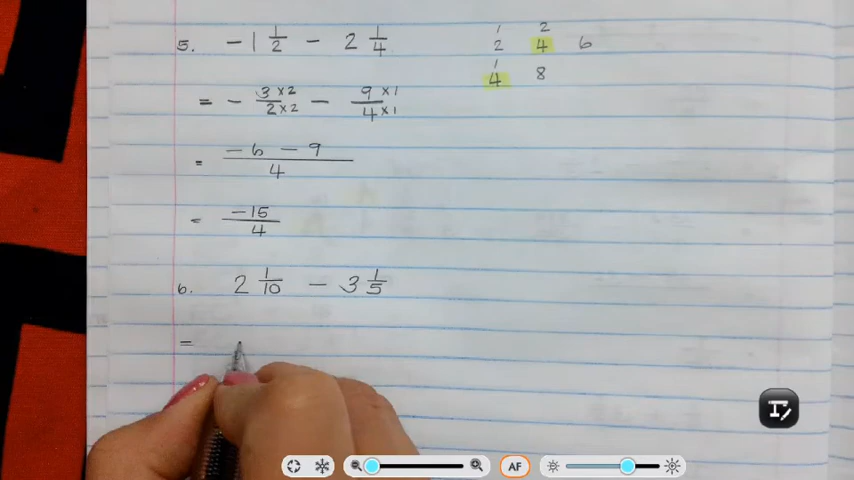 5. -1 1/2 - 2 1/4
1 2
2 4 6
1
4 8
= - 3 ×2 / 2 ×2 - 9 ×1 / 4 ×1
= -6 -9 / 4
= -15 / 4
6. 2 1/10 - 3 1/5
=
AF